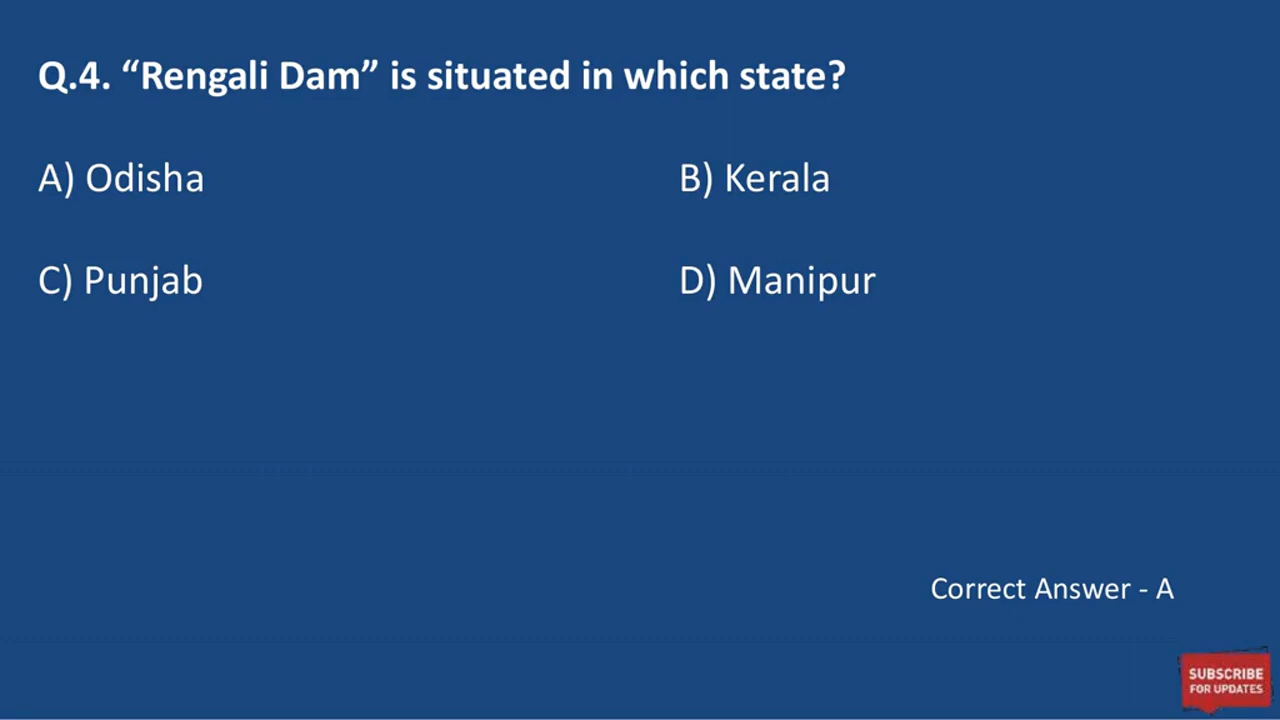 Q.4. “Rengali Dam” is situated in which state?
A) Odisha
B) Kerala
C) Punjab
D) Manipur
Correct Answer - A
SUBSCRIBE
FOR UPDATES